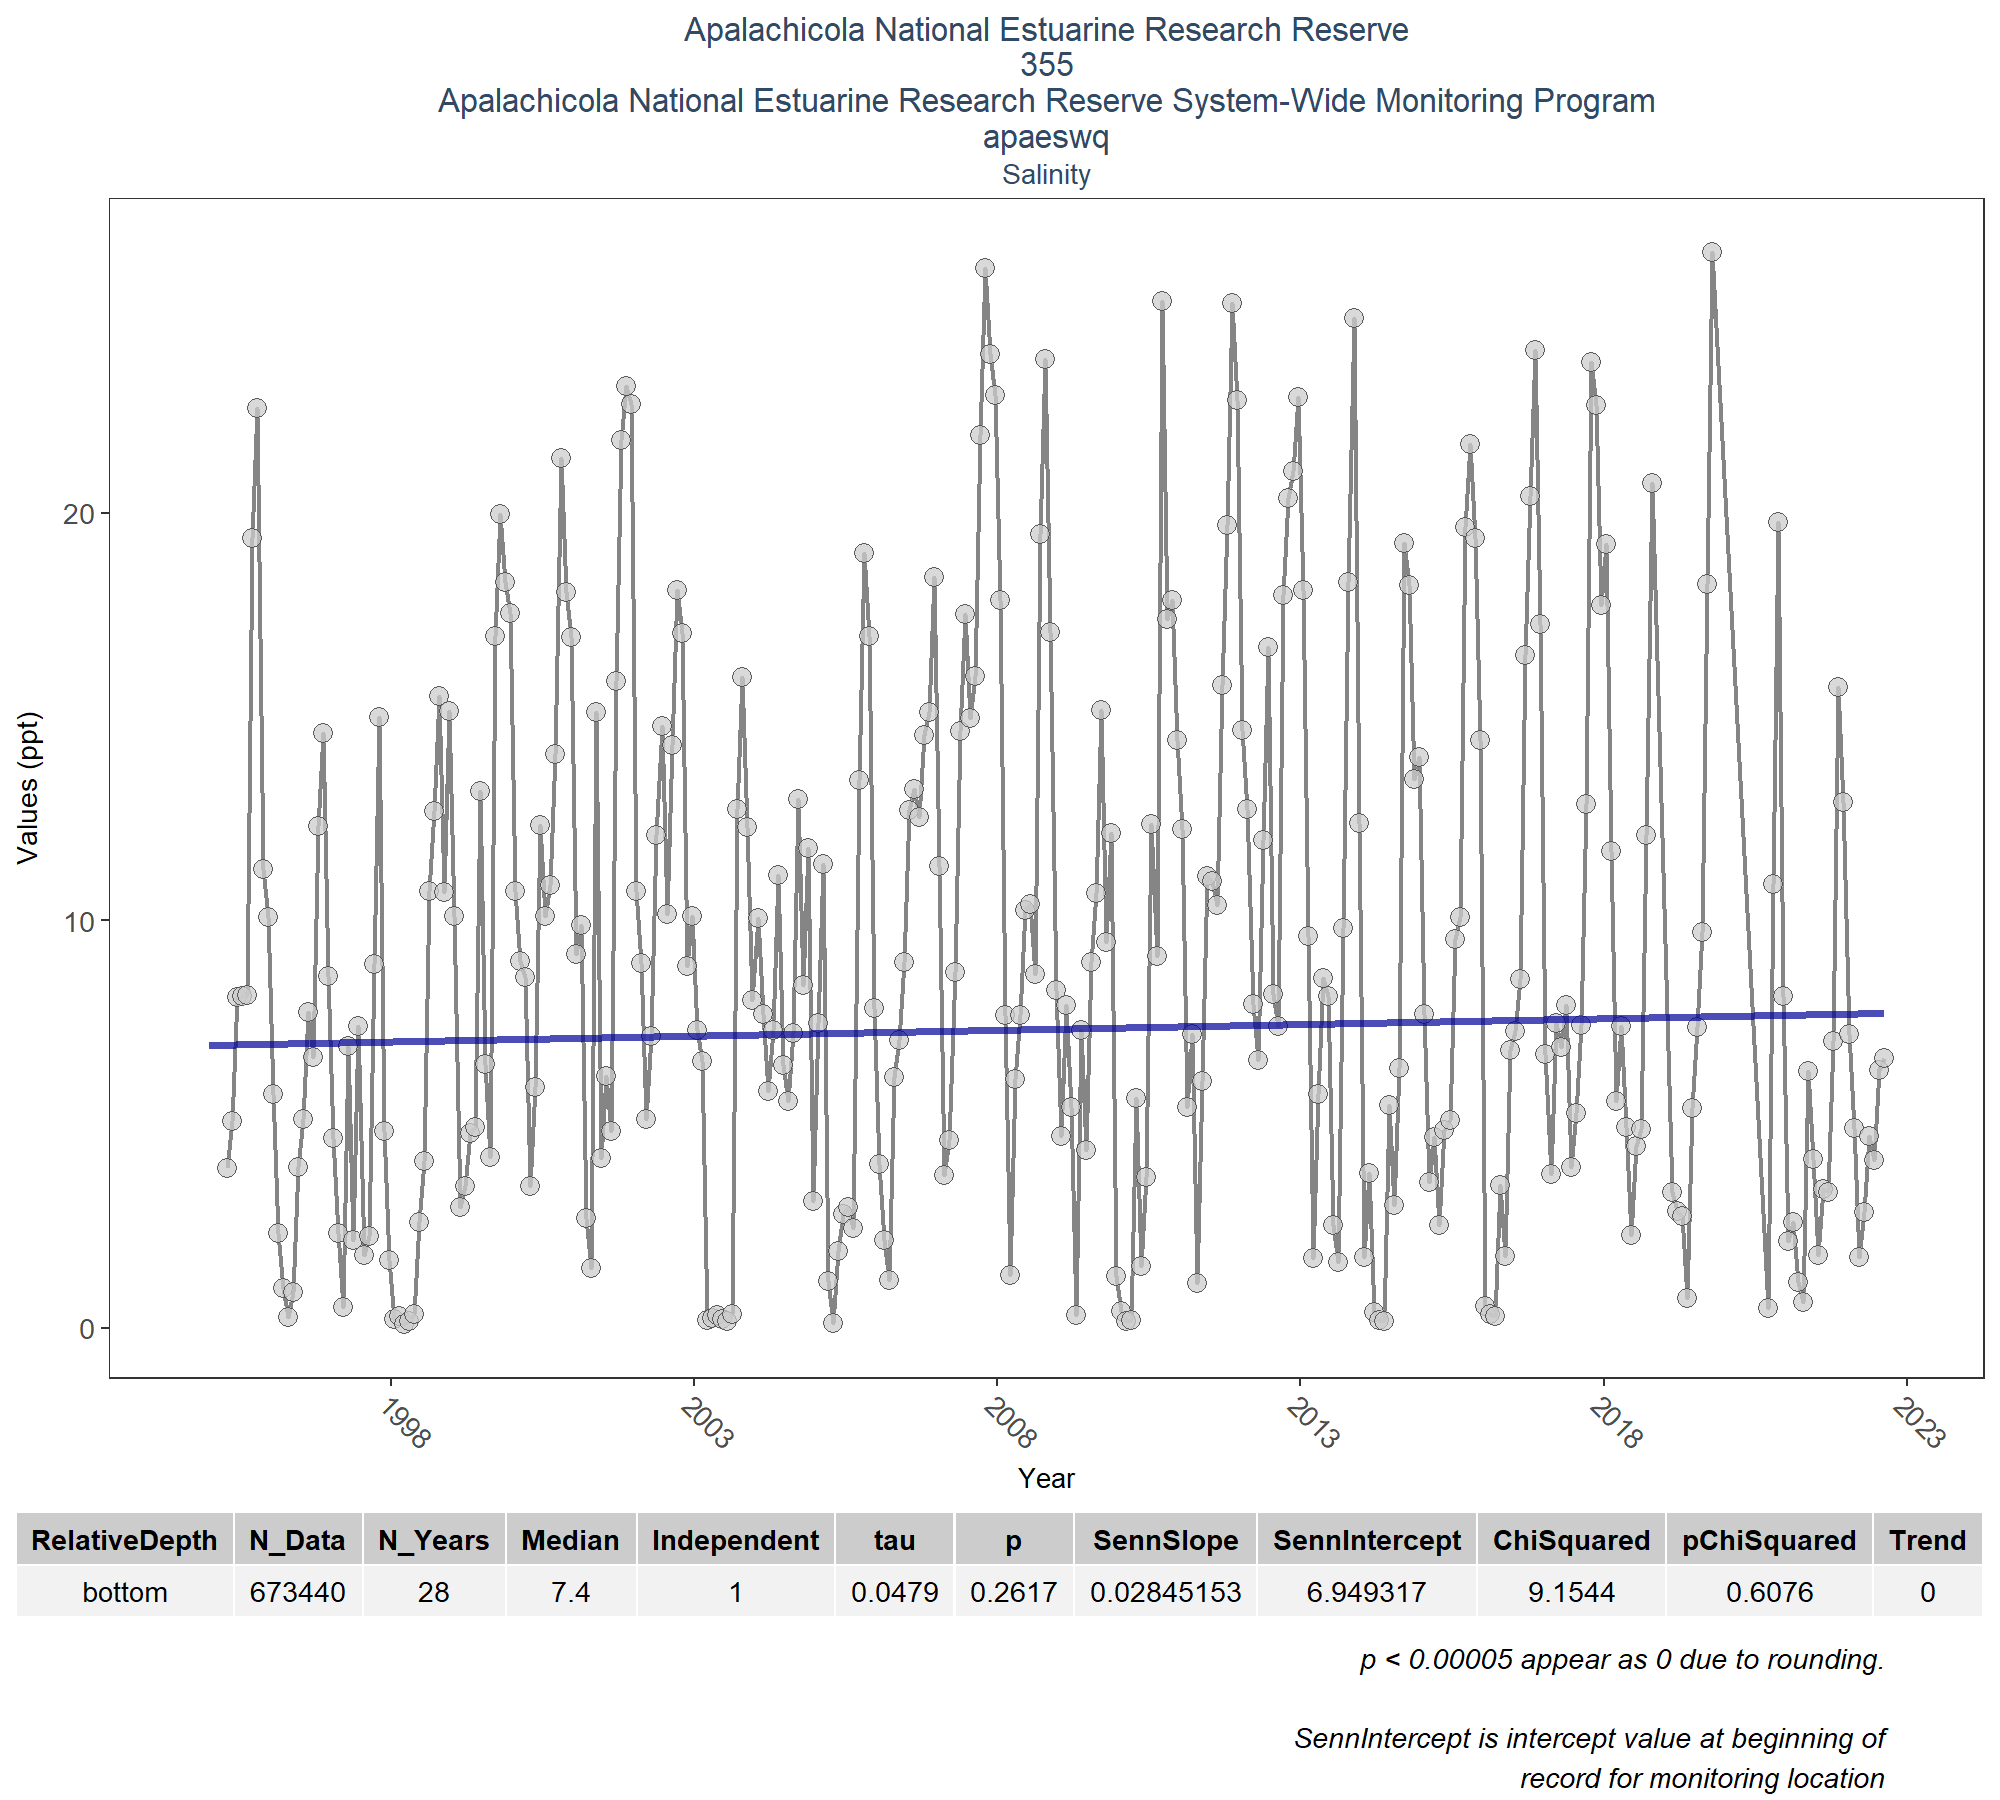 Apalachicola National Estuarine Research Reserve
355
Apalachicola National Estuarine Research Reserve System-Wide Monitoring Program
apaeswq
Salinity
Values (ppt)
20
10
0
1998 2003 2008 2013 2018 2023
Year
RelativeDepth N_Data N_Years Median Independent tau p SennSlope SennIntercept ChiSquared pChiSquared Trend
bottom 673440 28 7.4 1 0.0479 0.2617 0.02845153 6.949317 9.1544 0.6076 0
p < 0.00005 appear as 0 due to rounding.
SennIntercept is intercept value at beginning of
record for monitoring location